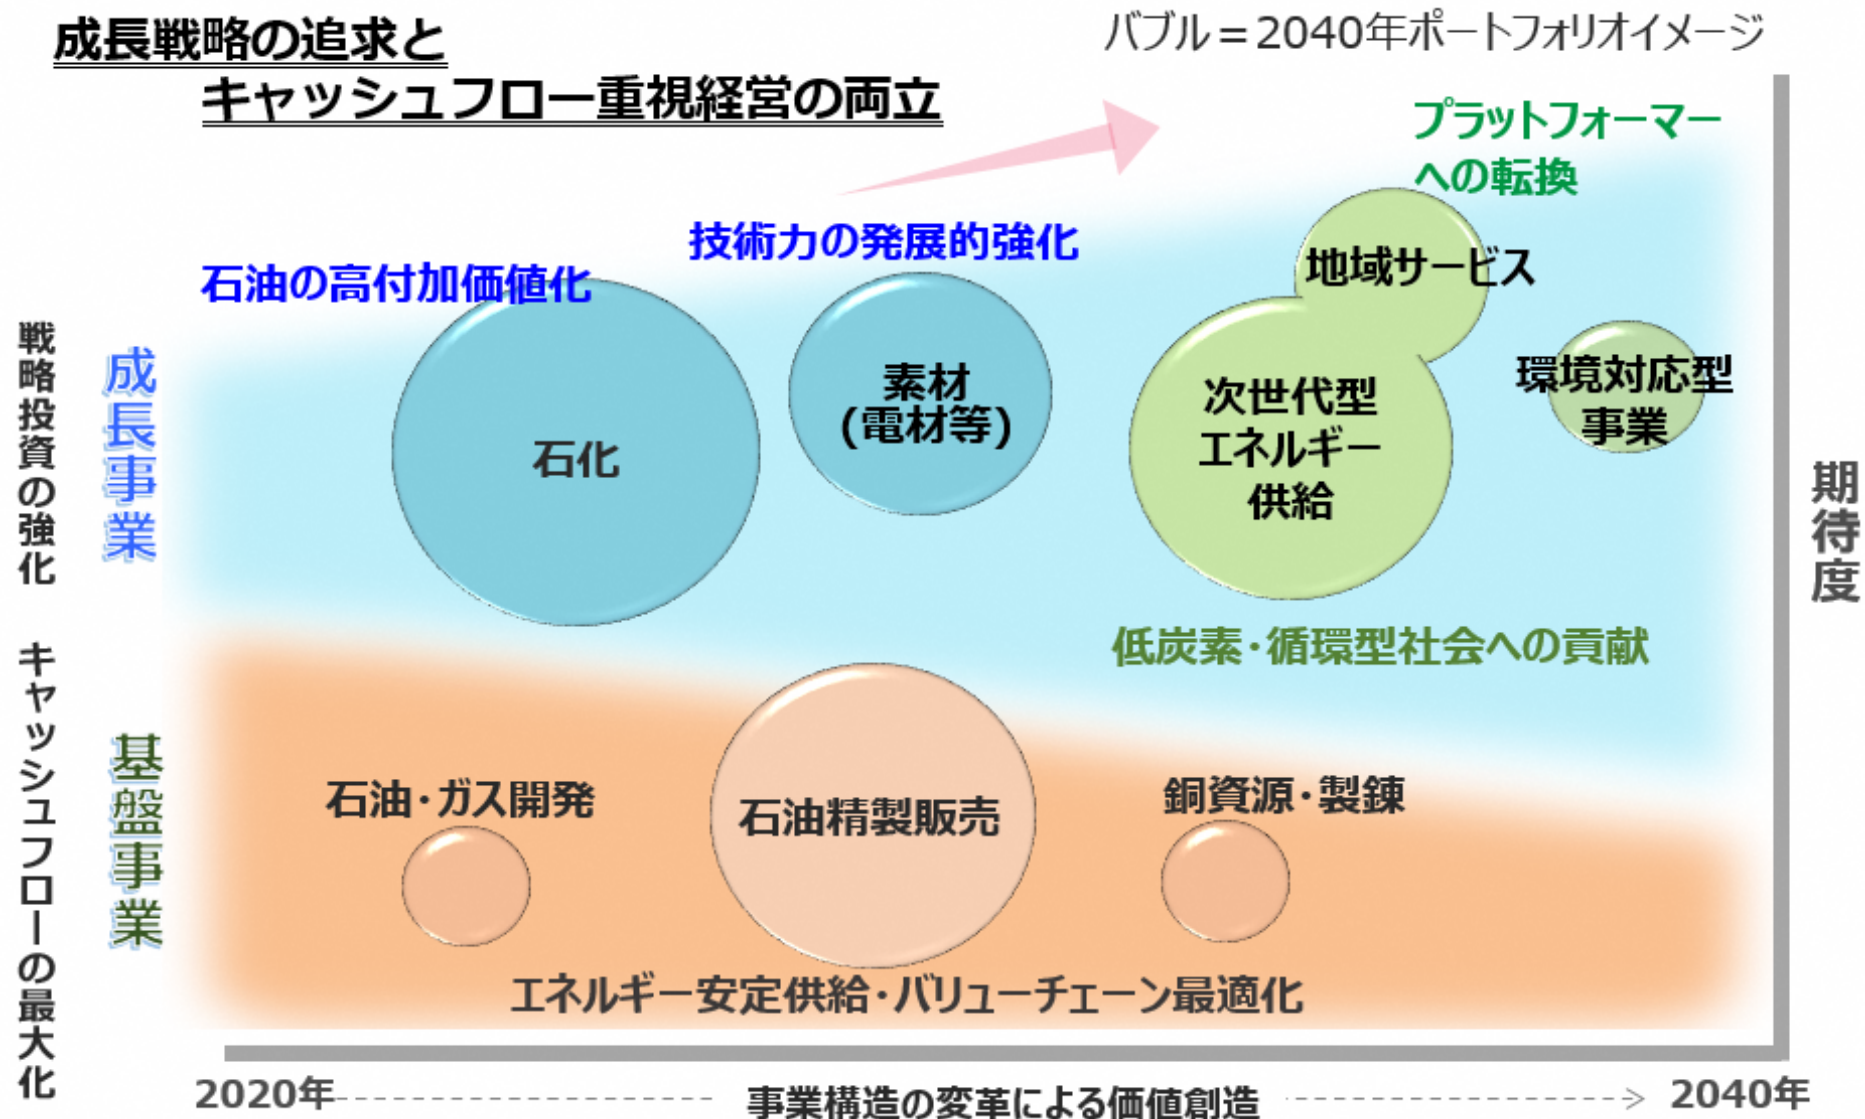 成長戦略の追求と
キャッシュフロー重視経営の両立
バブル＝2040年ポートフォリオイメージ
プラットフォーマー
への転換
技術力の発展的強化
石油の高付加価値化
地域サービス
戦略投資の強化
成長事業
石化
素材
(電材等)
次世代型
エネルギー
供給
環境対応型
事業
期待度
低炭素・循環型社会への貢献
キャッシュフローの最大化
基盤事業
石油・ガス開発
石油精製販売
銅資源・製錬
エネルギー安定供給・バリューチェーン最適化
2020年
事業構造の変革による価値創造
2040年